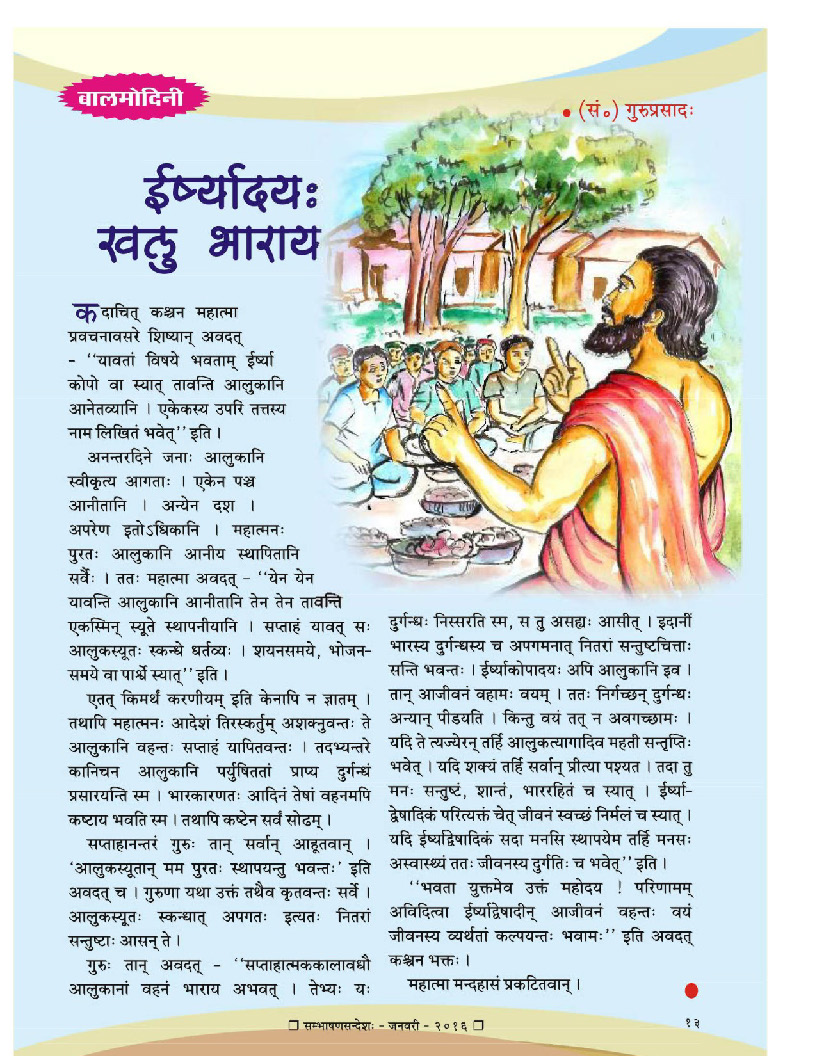 बालमोदिनी
• (सं॰) गुरुप्रसादः
ईर्ष्यादयः
खलु भाराय
कदाचित् कश्चन महात्मा
प्रवचनावसरे शिष्यान् अवदत्
- ‘‘यावतां विषये भवताम् ईर्ष्या
कोपो वा स्यात् तावन्ति आलुकानि
आनेतव्यानि । एकेकस्य उपरि तत्तस्य
नाम लिखितं भवेत्’’ इति ।
अनन्तरदिने जनाः आलुकानि
स्वीकृत्य आगताः । एकेन पञ्च
आनीतानि । अन्येन दश ।
अपरेण इतोऽधिकानि । महात्मनः
पुरतः आलुकानि आनीय स्थापितानि
सर्वैः । ततः महात्मा अवदत् - ‘‘येन येन
यावन्ति आलुकानि आनीतानि तेन तेन तावन्ति
एकस्मिन् स्यूते स्थापनीयानि । सप्ताहं यावत् सः
आलुकस्यूतः स्कन्धे धर्तव्यः । शयनसमये, भोजन-
समये वा पार्श्वे स्यात्’’ इति ।
एतत् किमर्थं करणीयम् इति केनापि न ज्ञातम् ।
तथापि महात्मनः आदेशं तिरस्कर्तुम् अशक्नुवन्तः ते
आलुकानि वहन्तः सप्ताहं यापितवन्तः । तदभ्यन्तरे
कानिचन आलुकानि पर्युषिततां प्राप्य दुर्गन्धं
प्रसारयन्ति स्म । भारकारणतः आदिनं तेषां वहनमपि
कष्टाय भवति स्म । तथापि कष्टेन सर्वं सोढम् ।
सप्ताहानन्तरं गुरुः तान् सर्वान् आहूतवान् ।
‘आलुकस्यूतान् मम पुरतः स्थापयन्तु भवन्तः’ इति
अवदत् च । गुरुणा यथा उक्तं तथैव कृतवन्तः सर्वे ।
आलुकस्यूतः स्कन्धात् अपगतः इत्यतः नितरां
सन्तुष्टाः आसन् ते ।
गुरुः तान् अवदत् - ‘‘सप्ताहात्मककालावधौ
आलुकानां वहनं भाराय अभवत् । तेभ्यः यः
दुर्गन्धः निस्सरति स्म, स तु असह्यः आसीत् । इदानीं
भारस्य दुर्गन्धस्य च अपगमनात् नितरां सन्तुष्टचित्ताः
सन्ति भवन्तः । ईर्ष्याकोपादयः अपि आलुकानि इव ।
तान् आजीवनं वहामः वयम् । ततः निर्गच्छन् दुर्गन्धः
अन्यान् पीडयति । किन्तु वयं तत् न अवगच्छामः ।
यदि ते त्यज्येरन् तर्हि आलुकत्यागादिव महती सन्तृप्तिः
भवेत् । यदि शक्यं तर्हि सर्वान् प्रीत्या पश्यत । तदा तु
मनः सन्तुष्टं, शान्तं, भाररहितं च स्यात् । ईर्ष्या-
द्वेषादिकं परित्यक्तं चेत् जीवनं स्वच्छं निर्मलं च स्यात् ।
यदि ईर्ष्याद्वेषादिकं सदा मनसि स्थापयेम तर्हि मनसः
अस्वास्थ्यं ततः जीवनस्य दुर्गतिः च भवेत्’’ इति ।
‘‘भवता युक्तमेव उक्तं महोदय ! परिणामम्
अविदित्वा ईर्ष्याद्वेषादीन् आजीवनं वहन्तः वयं
जीवनस्य व्यर्थतां कल्पयन्तः भवामः’’ इति अवदत्
कश्चन भक्तः ।
महात्मा मन्दहासं प्रकटितवान् ।
❏ सम्भाषणसन्देशः - जनवरी - २०१६ ❏
१३